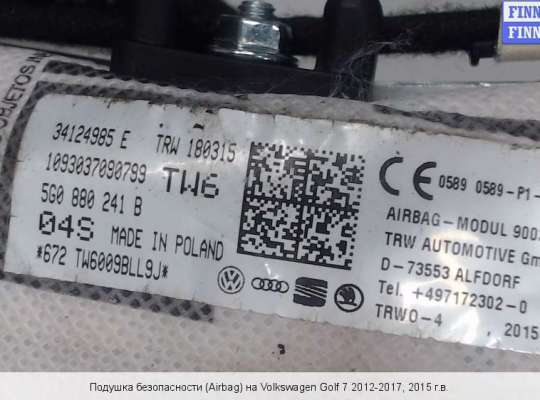 FINN
FINN
OBJETOS
34124985 E TRW 180315
1093037090799 TW6
5G0 880 241 B
04S MADE IN POLAND
*672 TW6009BLL9J*
CE 0589 0589-P1-
AIRBAG-MODUL 900
TRW AUTOMOTIVE Gm
D-73553 ALFDORF
Tel. +497172302-0
TRWO-4 , 2015
Подушка безопасности (Airbag) на Volkswagen Golf 7 2012-2017, 2015 г.в.